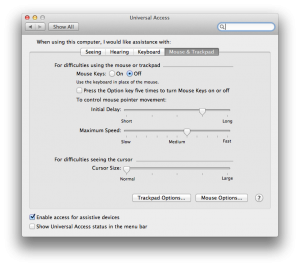 Universal Access
Show All
When using this computer, I would like assistance with:
Seeing Hearing Keyboard Mouse & Trackpad
For difficulties using the mouse or trackpad
Mouse Keys: On Off
Use the keyboard in place of the mouse.
Press the Option key five times to turn Mouse Keys on or off
To control mouse pointer movement:
Initial Delay:
Short Long
Maximum Speed:
Slow Medium Fast
For difficulties seeing the cursor
Cursor Size:
Normal Large
Trackpad Options... Mouse Options... ?
Enable access for assistive devices
Show Universal Access status in the menu bar